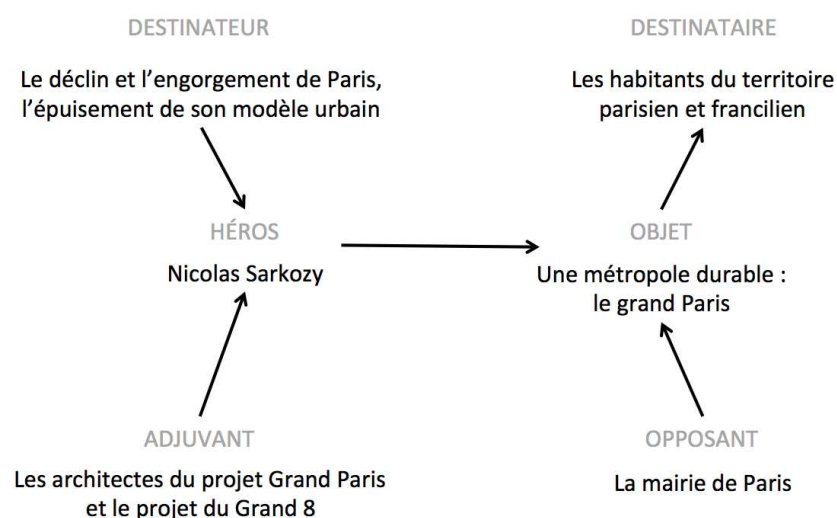 DESTINATEUR
Le déclin et l’engorgement de Paris,
l’épuisement de son modèle urbain
DESTINATAIRE
Les habitants du territoire
parisien et francilien
HÉROS
Nicolas Sarkozy
OBJET
Une métropole durable :
le grand Paris
ADJUVANT
Les architectes du projet Grand Paris
et le projet du Grand 8
OPPOSANT
La mairie de Paris